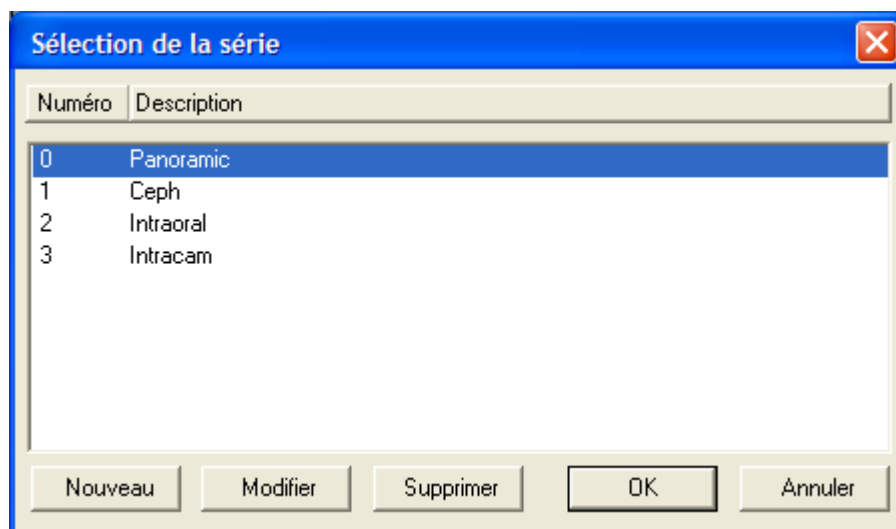 Sélection de la série
Numéro Description
0 Panoramic
1 Ceph
2 Intraoral
3 Intracam
Nouveau Modifier Supprimer OK Annuler